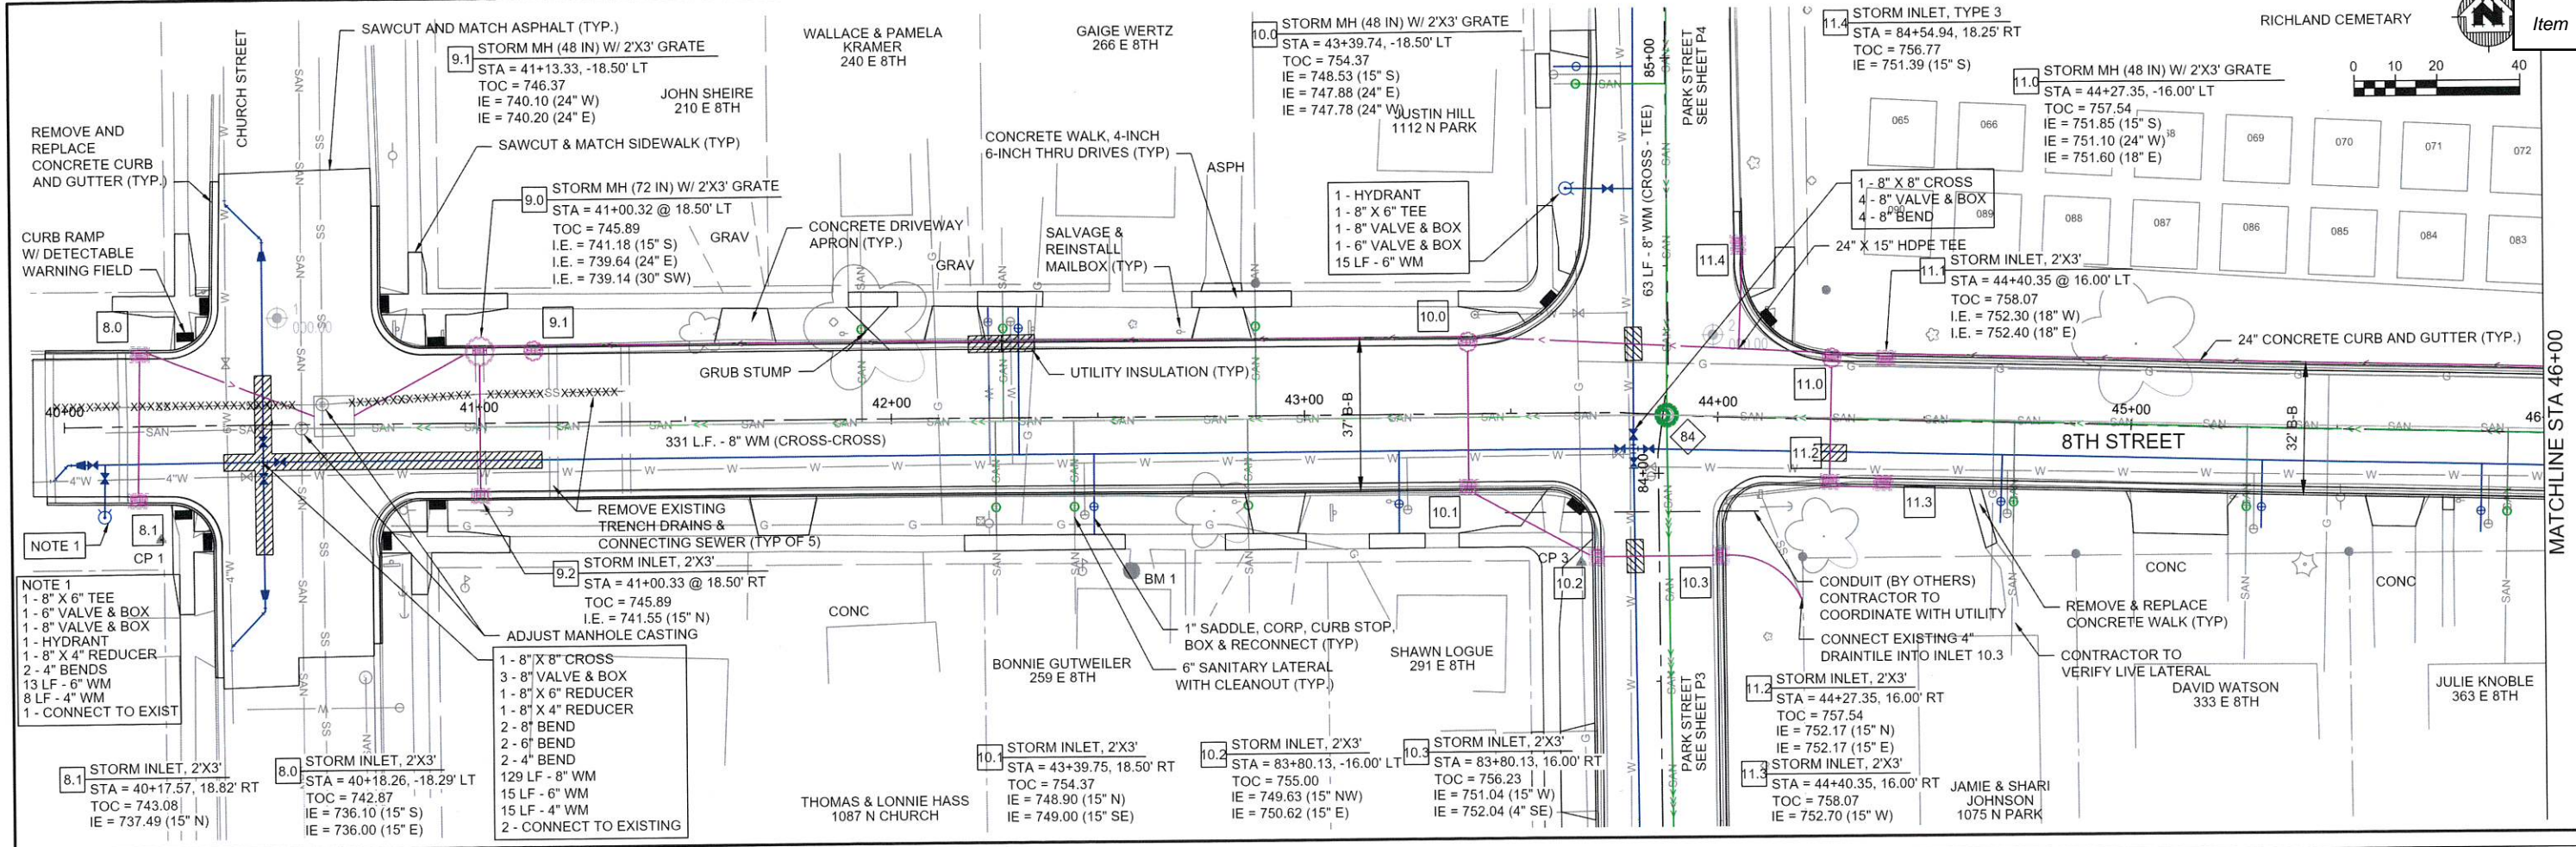 SAWCUT AND MATCH ASPHALT (TYP.)
CHURCH STREET
9.1
STORM MH (48 IN) W/ 2'X3' GRATE
STA = 41+13.33, -18.50' LT
TOC = 746.37
IE = 740.10 (24" W)
IE = 740.20 (24" E)
JOHN SHEIRE
210 E 8TH
WALLACE & PAMELA
KRAMER
240 E 8TH
GAIGE WERTZ
266 E 8TH
10.0
STORM MH (48 IN) W/ 2'X3' GRATE
STA = 43+39.74, -18.50' LT
TOC = 754.37
IE = 748.53 (15" S)
IE = 747.88 (24" E)
IE = 747.78 (24" W)
JUSTIN HILL
1112 N PARK
85+00
PARK STREET
SEE SHEET P4
11.4
STORM INLET, TYPE 3
STA = 84+54.94, 18.25' RT
TOC = 756.77
IE = 751.39 (15" S)
11.0
STORM MH (48 IN) W/ 2'X3' GRATE
STA = 44+27.35, -16.00' LT
TOC = 757.54
IE = 751.85 (15" S)
IE = 751.10 (24" W)
IE = 751.60 (18" E)
RICHLAND CEMETARY
N
Item
0 10 20 40
065
066
069
070
071
072
089
088
087
086
085
084
083
REMOVE AND
REPLACE
CONCRETE CURB
AND GUTTER (TYP.)
CURB RAMP
W/ DETECTABLE
WARNING FIELD
SAWCUT & MATCH SIDEWALK (TYP)
9.0
STORM MH (72 IN) W/ 2'X3' GRATE
STA = 41+00.32 @ 18.50' LT
TOC = 745.89
I.E. = 741.18 (15" S)
I.E. = 739.64 (24" E)
I.E. = 739.14 (30" SW)
GRAV
CONCRETE DRIVEWAY
APRON (TYP.)
GRAV
CONCRETE WALK, 4-INCH
6-INCH THRU DRIVES (TYP)
ASPH
SALVAGE &
REINSTALL
MAILBOX (TYP)
1 - HYDRANT
1 - 8" X 6" TEE
1 - 8" VALVE & BOX
1 - 6" VALVE & BOX
15 LF - 6" WM
63 LF - 8" WM (CROSS - TEE)
1 - 8" X 8" CROSS
4 - 8" VALVE & BOX
4 - 8" BEND
24" X 15" HDPE TEE
11.1
STORM INLET, 2'X3'
STA = 44+40.35 @ 16.00' LT
TOC = 758.07
I.E. = 752.30 (18" W)
I.E. = 752.40 (18" E)
24" CONCRETE CURB AND GUTTER (TYP.)
MATCHLINE STA 46+00
8.0
9.1
10.0
11.4
11.0
GRUB STUMP
UTILITY INSULATION (TYP)
40+00
41+00
42+00
43+00
44+00
45+00
46-
331 L.F. - 8" WM (CROSS-CROSS)
37' B-B
32' B-B
84
84+00
8TH STREET
11.2
11.3
NOTE 1
8.1
CP 1
REMOVE EXISTING
TRENCH DRAINS &
CONNECTING SEWER (TYP OF 5)
9.2
STORM INLET, 2'X3'
STA = 41+00.33 @ 18.50' RT
TOC = 745.89
I.E. = 741.55 (15" N)
ADJUST MANHOLE CASTING
NOTE 1
1 - 8" X 6" TEE
1 - 6" VALVE & BOX
1 - 8" VALVE & BOX
1 - HYDRANT
1 - 8" X 4" REDUCER
2 - 4" BENDS
13 LF - 6" WM
8 LF - 4" WM
1 - CONNECT TO EXIST
1 - 8" X 8" CROSS
3 - 8" VALVE & BOX
1 - 8" X 6" REDUCER
1 - 8" X 4" REDUCER
2 - 8" BEND
2 - 6" BEND
2 - 4" BEND
129 LF - 8" WM
15 LF - 6" WM
15 LF - 4" WM
2 - CONNECT TO EXISTING
BM 1
CONC
BONNIE GUTWEILER
259 E 8TH
1" SADDLE, CORP, CURB STOP,
BOX & RECONNECT (TYP)
6" SANITARY LATERAL
WITH CLEANOUT (TYP.)
SHAWN LOGUE
291 E 8TH
10.1
CP 3
10.2
10.3
CONDUIT (BY OTHERS)
CONTRACTOR TO
COORDINATE WITH UTILITY
CONNECT EXISTING 4"
DRAINTILE INTO INLET 10.3
CONC
REMOVE & REPLACE
CONCRETE WALK (TYP)
CONTRACTOR TO
VERIFY LIVE LATERAL
CONC
DAVID WATSON
333 E 8TH
JULIE KNOBLE
363 E 8TH
8.1
STORM INLET, 2'X3'
STA = 40+17.57, 18.82' RT
TOC = 743.08
IE = 737.49 (15" N)
8.0
STORM INLET, 2'X3'
STA = 40+18.26, -18.29' LT
TOC = 742.87
IE = 736.10 (15" S)
IE = 736.00 (15" E)
THOMAS & LONNIE HASS
1087 N CHURCH
10.1
STORM INLET, 2'X3'
STA = 43+39.75, 18.50' RT
TOC = 754.37
IE = 748.90 (15" N)
IE = 749.00 (15" SE)
10.2
STORM INLET, 2'X3'
STA = 83+80.13, -16.00' LT
TOC = 755.00
IE = 749.63 (15" NW)
IE = 750.62 (15" E)
10.3
STORM INLET, 2'X3'
STA = 83+80.13, 16.00' RT
TOC = 756.23
IE = 751.04 (15" W)
IE = 752.04 (4" SE)
PARK STREET
SEE SHEET P3
11.2
STORM INLET, 2'X3'
STA = 44+27.35, 16.00' RT
TOC = 757.54
IE = 752.17 (15" N)
IE = 752.17 (15" E)
11.3
STORM INLET, 2'X3'
STA = 44+40.35, 16.00' RT
TOC = 758.07
IE = 752.70 (15" W)
JAMIE & SHARI
JOHNSON
1075 N PARK